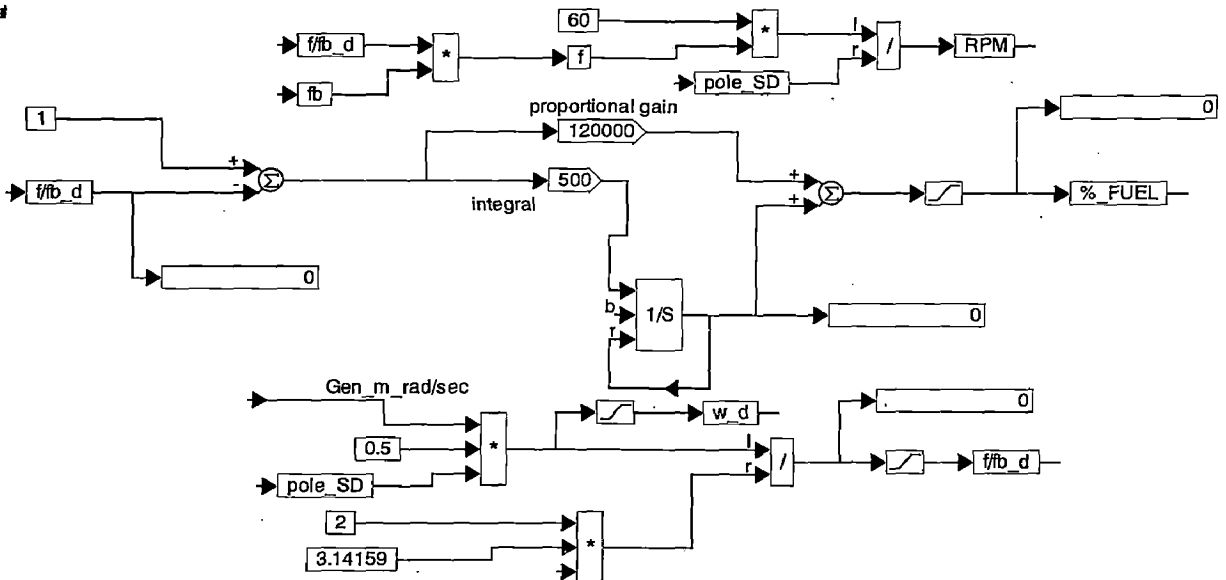 60
f/fb_d
*
*
l
f
/
RPM
r
fb
pole_SD
proportional gain
0
1
120000
+
+
Σ
500
-
f/fb_d
Σ
%_FUEL
+
integral
0
b
1/S
0
r
Gen_m_rad/sec
0
w_d
0.5
*
l
/
f/fb_d
r
pole_SD
2
*
3.14159